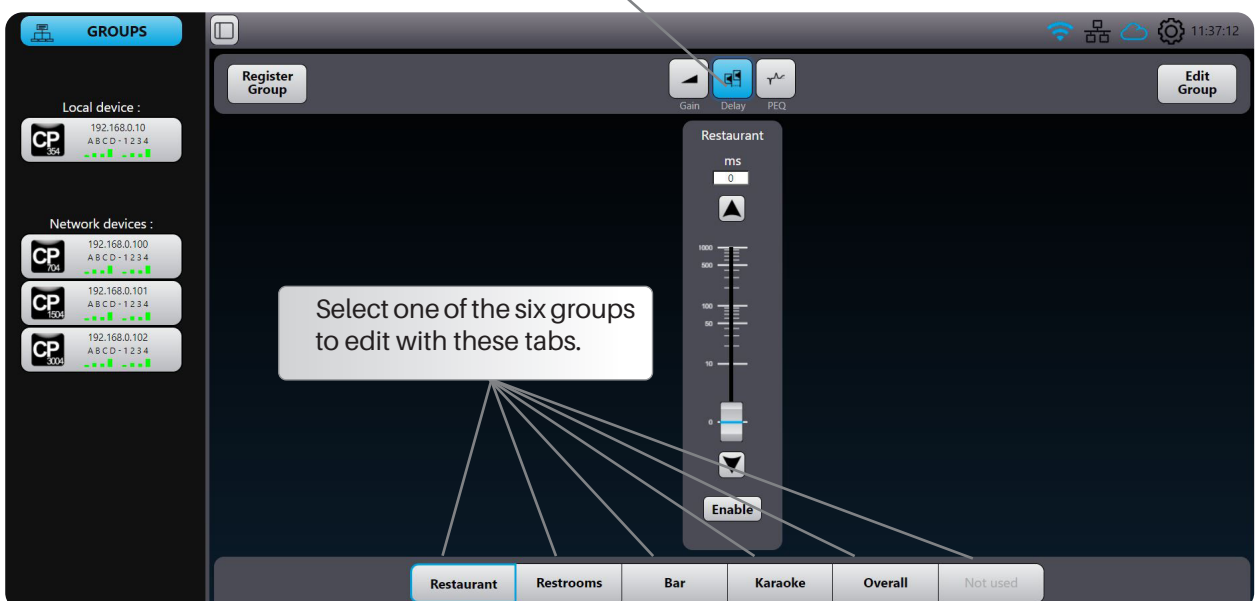 GROUPS
11:37:12
Register
Group
Gain
Delay
PEQ
Edit
Group
Local device :
CP
354
192.168.0.10
ABCD-1234
Network devices :
CP
704
192.168.0.100
ABCD-1234
CP
1504
192.168.0.101
ABCD-1234
CP
3004
192.168.0.102
ABCD-1234
Restaurant
ms
0
1000
500
100
50
10
0
Enable
Select one of the six groups
to edit with these tabs.
Restaurant
Restrooms
Bar
Karaoke
Overall
Not used